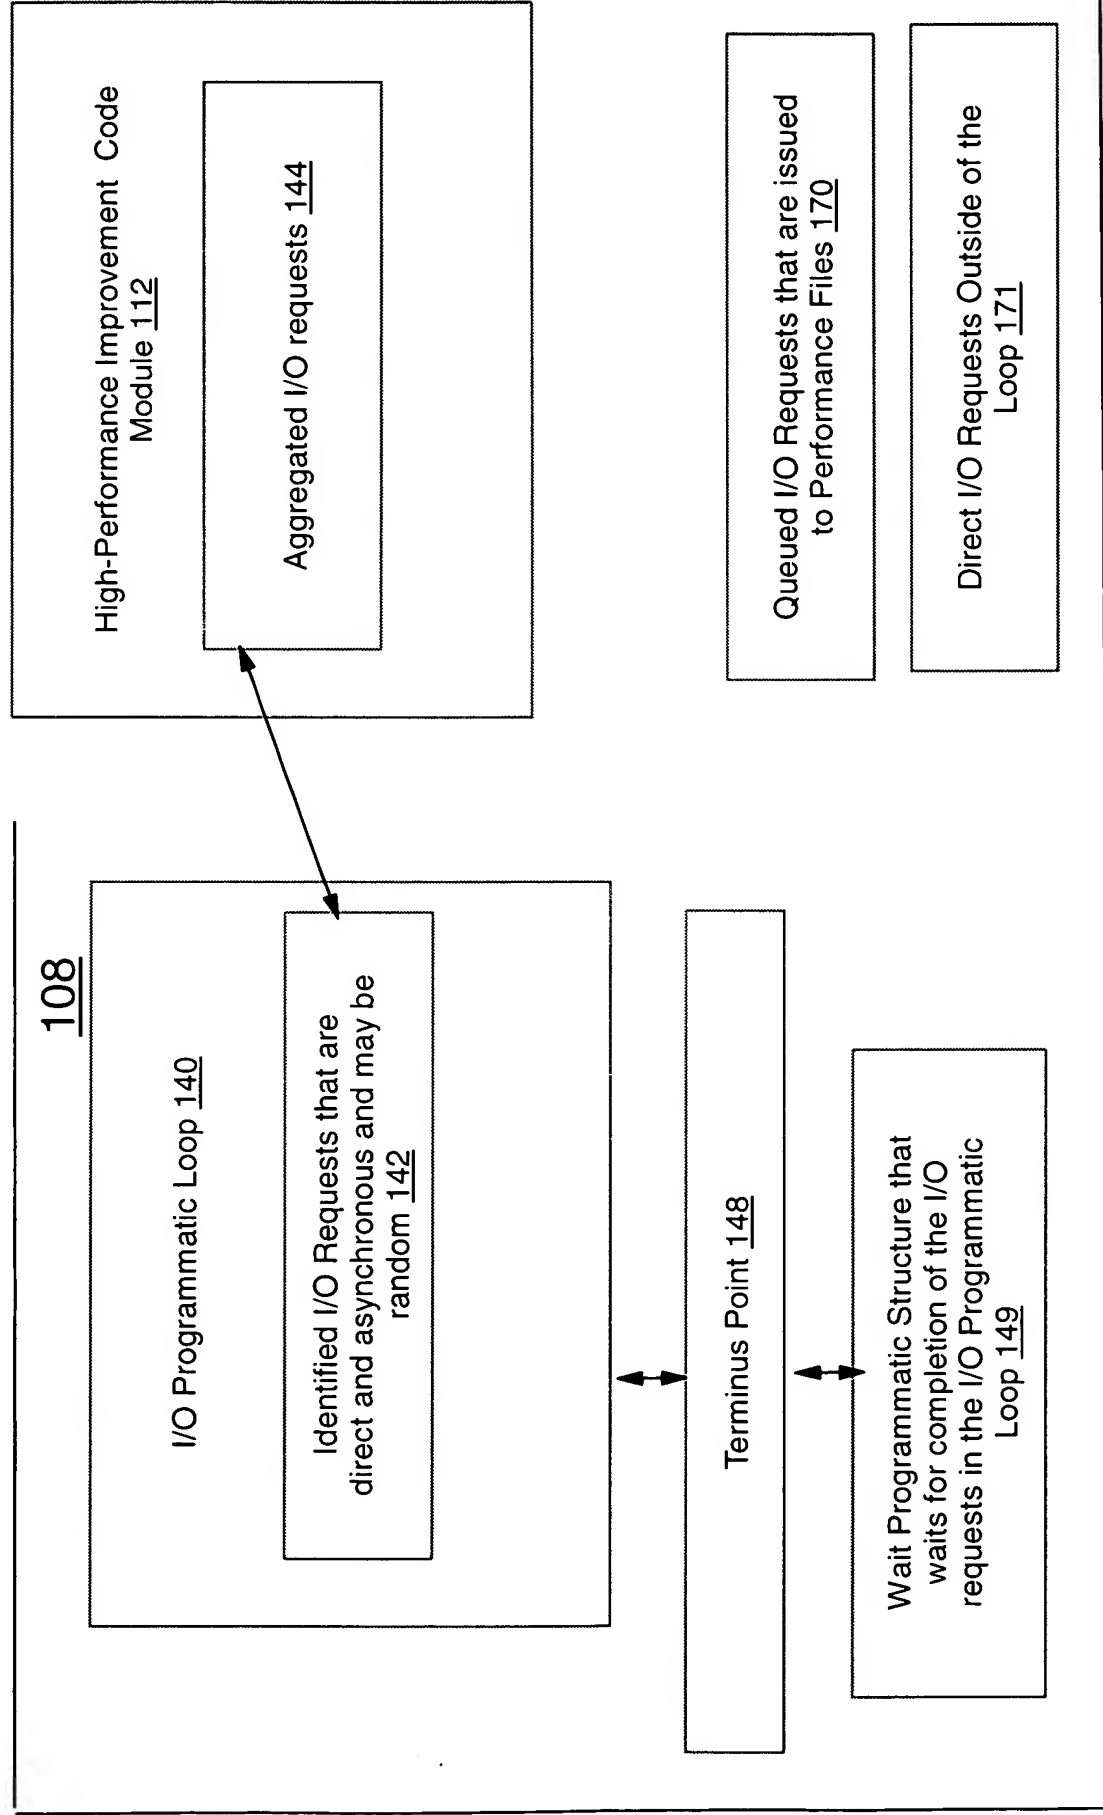 108
I/O Programmatic Loop 140
Identified I/O Requests that are
direct and asynchronous and may be
random 142
Terminus Point 148
Wait Programmatic Structure that
waits for completion of the I/O
requests in the I/O Programmatic
Loop 149
High-Performance Improvement Code
Module 112
Aggregated I/O requests 144
Queued I/O Requests that are issued
to Performance Files 170
Direct I/O Requests Outside of the
Loop 171